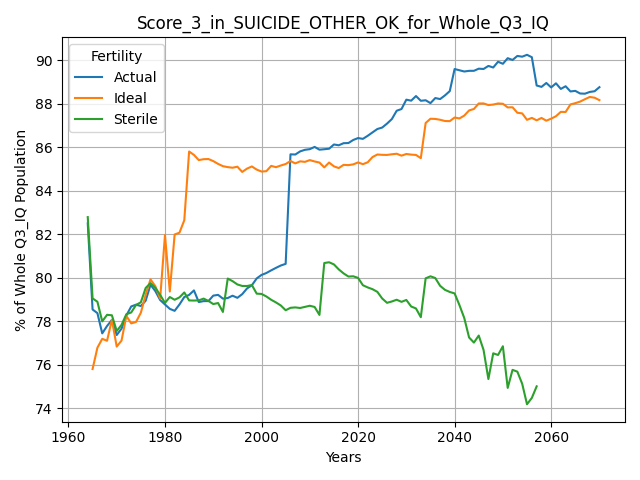 Score_3_in_SUICIDE_OTHER_OK_for_Whole_Q3_IQ
% of Whole Q3_IQ Population
90
88
86
84
82
80
78
76
74
Fertility
Actual
Ideal
Sterile
1960 1980 2000 2020 2040 2060
Years